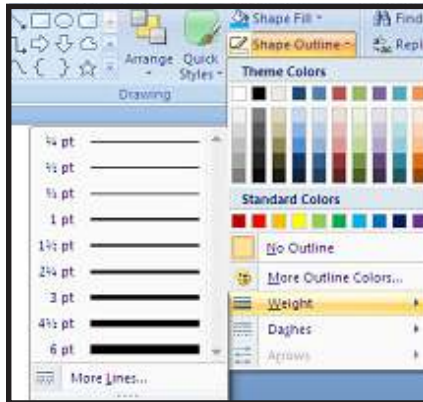 Shape Fill
Find
Shape Outline
Repl
Arrange
Quick
Styles
Drawing
Theme Colors
Standard Colors
No Outline
More Outline Colors...
Weight
Dashes
Arrows
¼ pt
½ pt
¾ pt
1 pt
1½ pt
2¼ pt
3 pt
4½ pt
6 pt
More Lines...